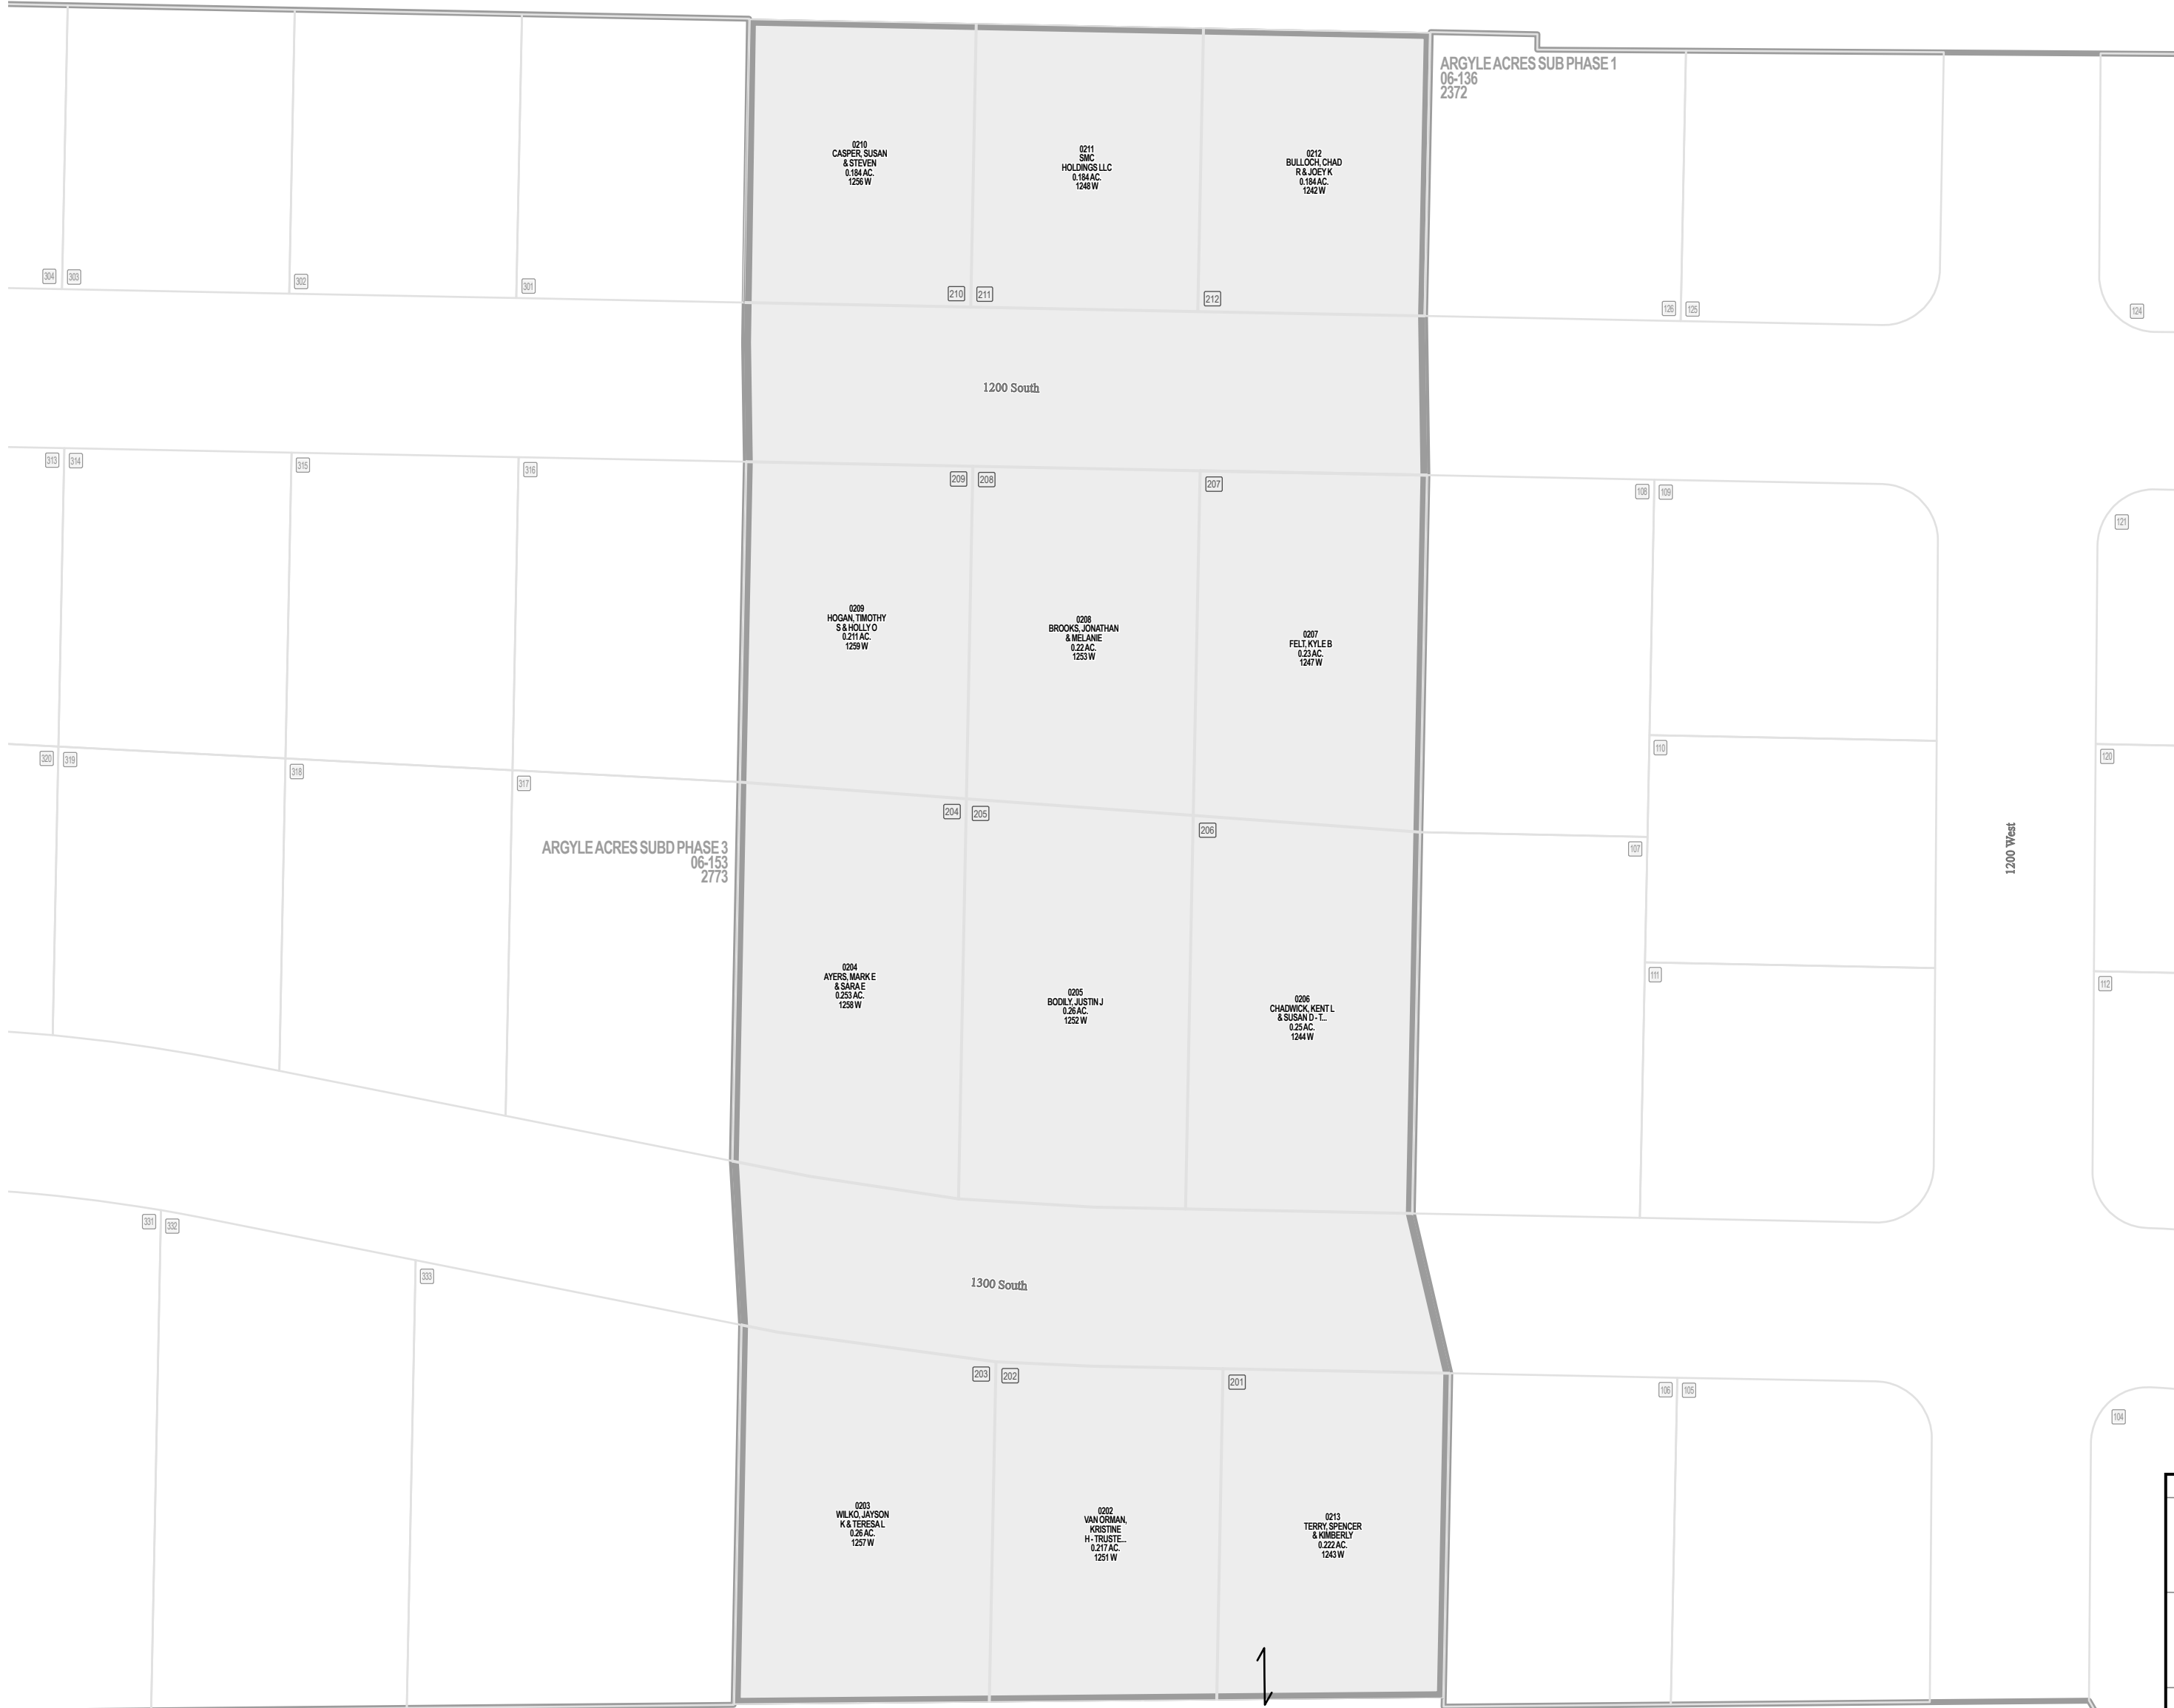 ARGYLE ACRES SUB PHASE 1
06-136
2372
0210
CASPER, SUSAN
& STEVEN
0.184 AC.
1256 W
0211
SMC
HOLDINGS LLC
0.184 AC.
1248 W
0212
BULLOCH, CHAD
R & JOEY K
0.184 AC.
1242 W
304
303
302
301
210
211
212
126
125
124
1200 South
313
314
315
316
209
208
207
108
109
121
0209
HOGAN, TIMOTHY
S & HOLLY O
0.211 AC.
1259 W
0208
BROOKS, JONATHAN
& MELANIE
0.22 AC.
1253 W
0207
FELT, KYLE B
0.23 AC.
1247 W
320
319
318
317
204
205
206
110
120
107
ARGYLE ACRES SUBD PHASE 3
06-153
2773
1200 West
0204
AYERS, MARK E
& SARA E
0.253 AC.
1258 W
0205
BODILY, JUSTIN J
0.26 AC.
1252 W
0206
CHADWICK, KENT L
& SUSAN D - T...
0.25 AC.
1244 W
111
112
331
332
333
1300 South
203
202
201
106
105
104
0203
WILKO, JAYSON
K & TERESA L
0.26 AC.
1257 W
0202
VAN ORMAN,
KRISTINE
H - TRUSTE...
0.217 AC.
1251 W
0213
TERRY, SPENCER
& KIMBERLY
0.222 AC.
1243 W